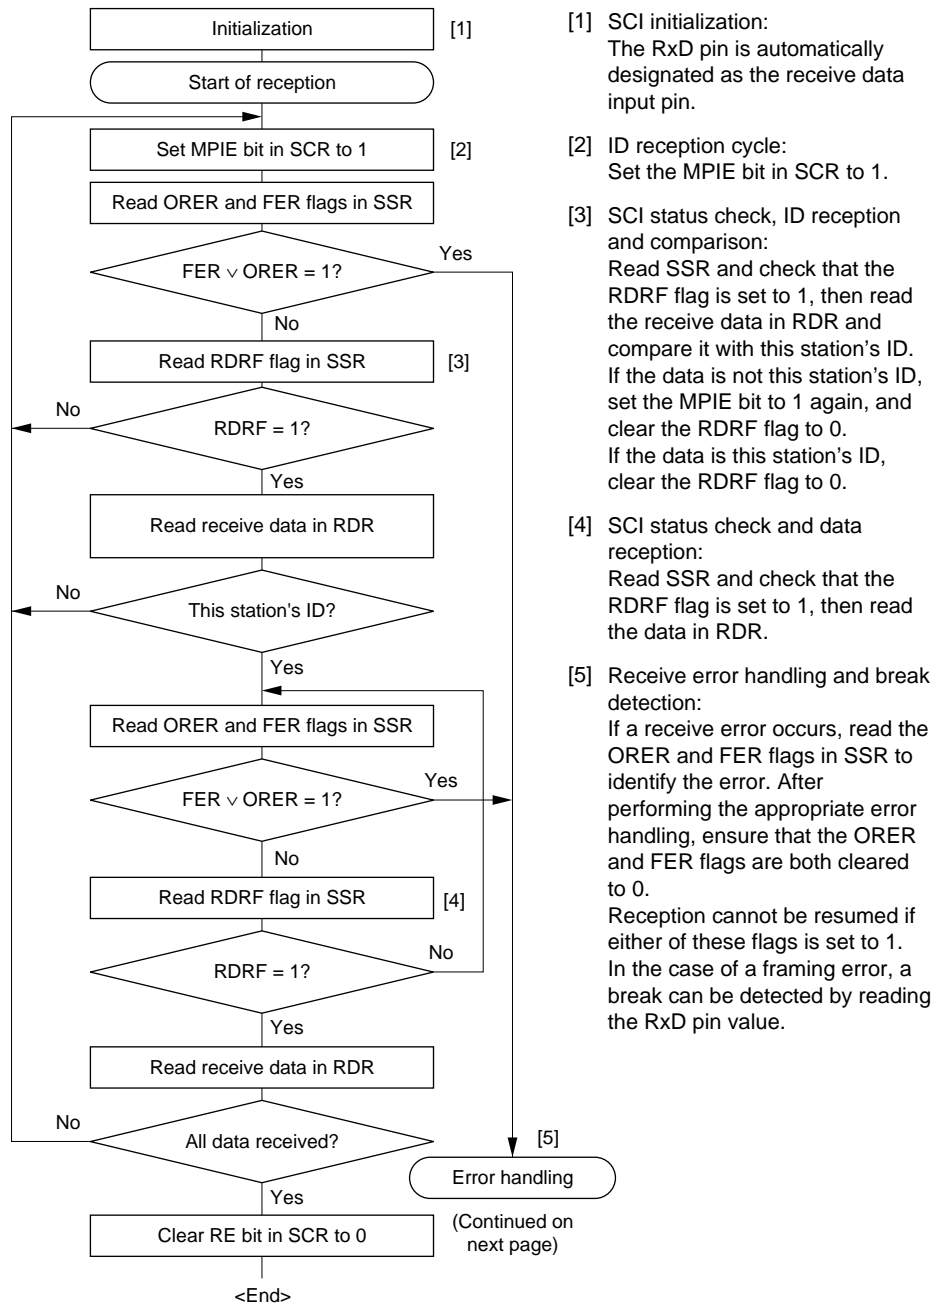 Initialization
[1]
Start of reception
Set MPIE bit in SCR to 1
[2]
Read ORER and FER flags in SSR
FER ∨ ORER = 1?
Yes
No
Read RDRF flag in SSR
[3]
No
RDRF = 1?
Yes
Read receive data in RDR
No
This station's ID?
Yes
Read ORER and FER flags in SSR
FER ∨ ORER = 1?
Yes
No
Read RDRF flag in SSR
[4]
No
RDRF = 1?
Yes
Read receive data in RDR
No
All data received?
[5]
Error handling
Yes
(Continued on
next page)
Clear RE bit in SCR to 0
<End>
[1] SCI initialization:
The RxD pin is automatically
designated as the receive data
input pin.
[2] ID reception cycle:
Set the MPIE bit in SCR to 1.
[3] SCI status check, ID reception
and comparison:
Read SSR and check that the
RDRF flag is set to 1, then read
the receive data in RDR and
compare it with this station's ID.
If the data is not this station's ID,
set the MPIE bit to 1 again, and
clear the RDRF flag to 0.
If the data is this station's ID,
clear the RDRF flag to 0.
[4] SCI status check and data
reception:
Read SSR and check that the
RDRF flag is set to 1, then read
the data in RDR.
[5] Receive error handling and break
detection:
If a receive error occurs, read the
ORER and FER flags in SSR to
identify the error. After
performing the appropriate error
handling, ensure that the ORER
and FER flags are both cleared
to 0.
Reception cannot be resumed if
either of these flags is set to 1.
In the case of a framing error, a
break can be detected by reading
the RxD pin value.